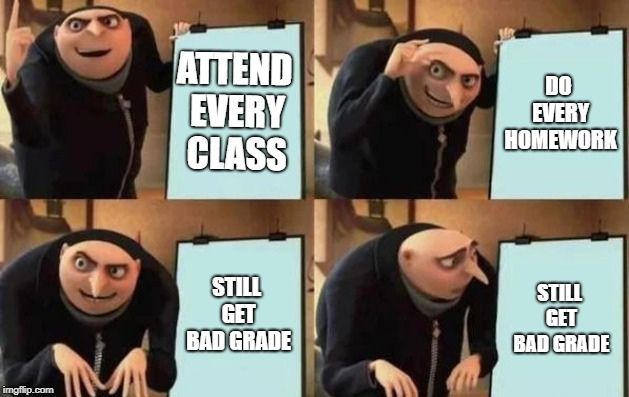 ATTEND
EVERY
CLASS
DO
EVERY
HOMEWORK
STILL
GET
BAD GRADE
STILL
GET
BAD GRADE
imgflip.com